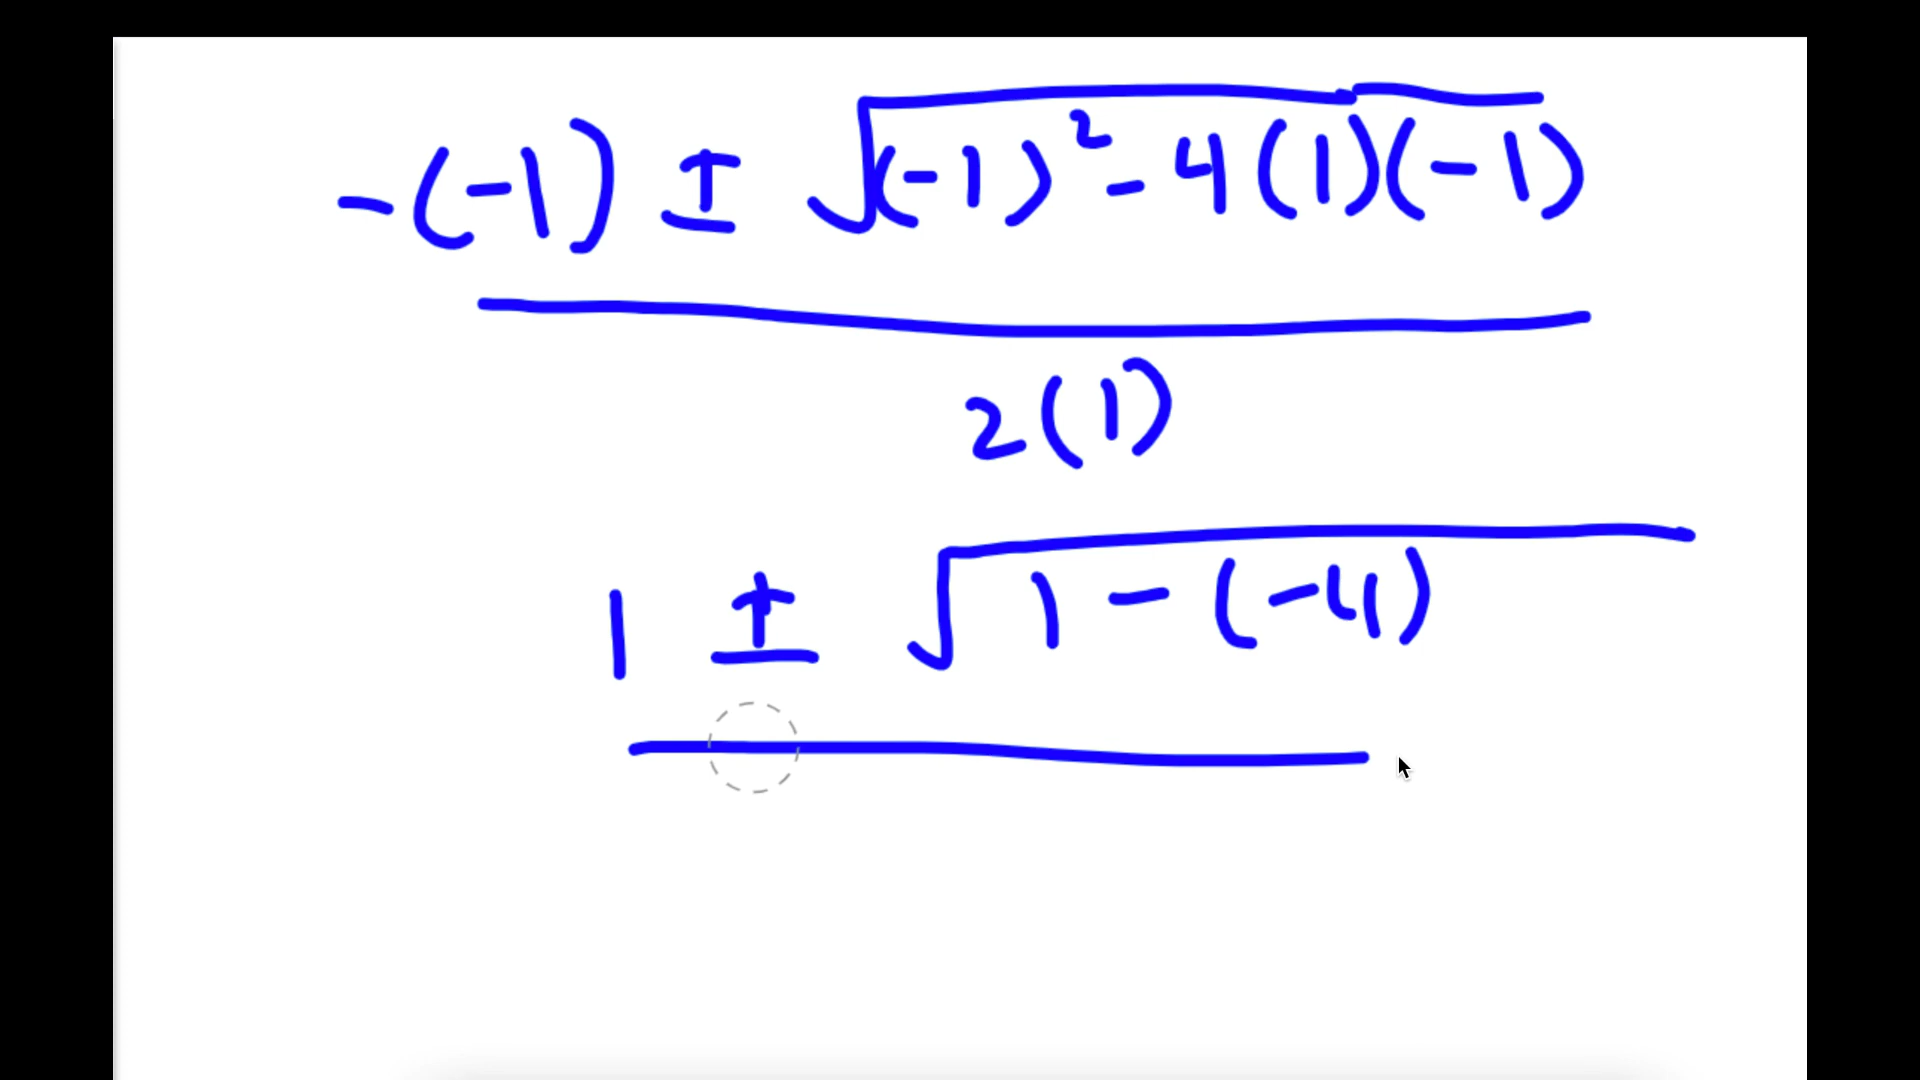 -(-1) ± √(-1)² - 4(1)(-1)
2(1)
1 ± √1 - (-4)